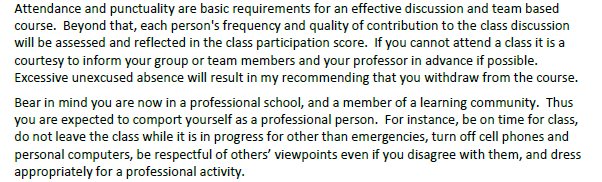 Attendance and punctuality are basic requirements for an effective discussion and team based
course.  Beyond that, each person's frequency and quality of contribution to the class discussion
will be assessed and reflected in the class participation score.  If you cannot attend a class it is a
courtesy to inform your group or team members and your professor in advance if possible.
Excessive unexcused absence will result in my recommending that you withdraw from the course.
Bear in mind you are now in a professional school, and a member of a learning community.  Thus
you are expected to comport yourself as a professional person.  For instance, be on time for class,
do not leave the class while it is in progress for other than emergencies, turn off cell phones and
personal computers, be respectful of others’ viewpoints even if you disagree with them, and dress
appropriately for a professional activity.